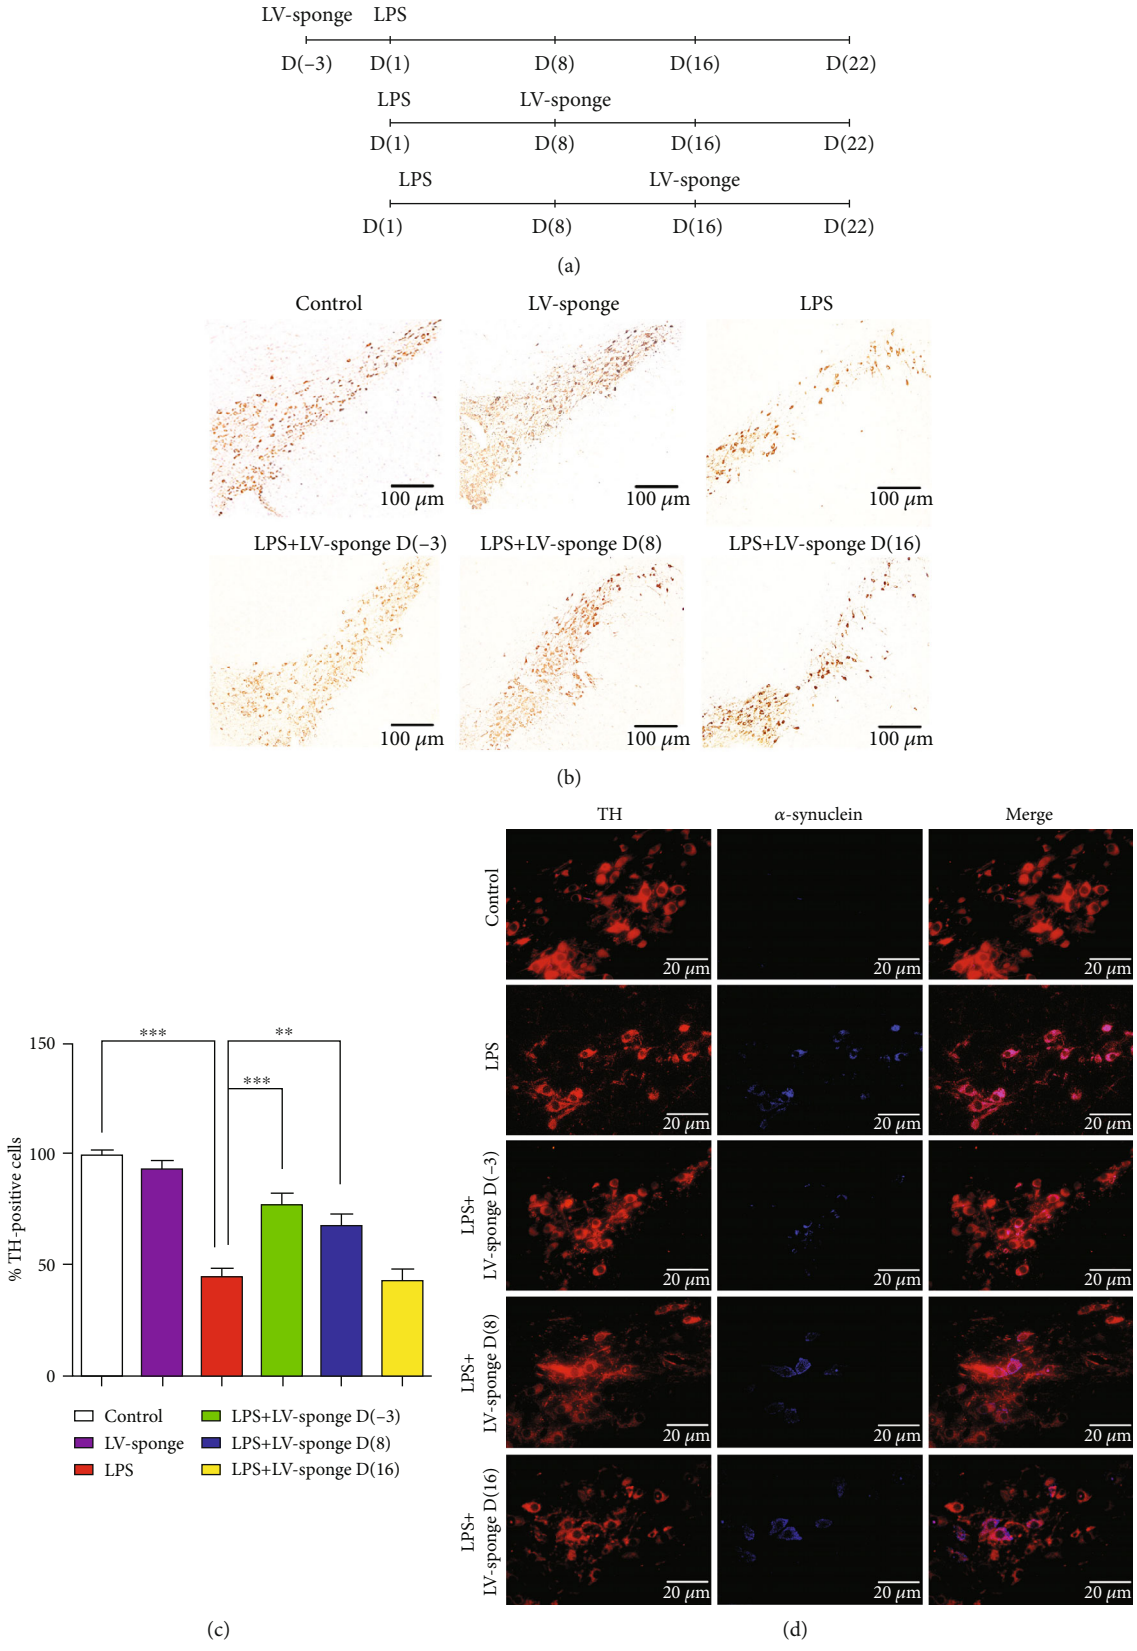 LV-sponge LPS
D(–3) D(1) D(8) D(16) D(22)
LPS LV-sponge
D(1) D(8) D(16) D(22)
LPS LV-sponge
D(1) D(8) D(16) D(22)
(a)
Control LV-sponge LPS
100 μm 100 μm 100 μm
LPS+LV-sponge D(–3) LPS+LV-sponge D(8) LPS+LV-sponge D(16)
100 μm 100 μm 100 μm
(b)
% TH-positive cells
150
100
50
0
*** **
***
Control
LV-sponge
LPS
LPS+LV-sponge D(–3)
LPS+LV-sponge D(8)
LPS+LV-sponge D(16)
(c)
TH α-synuclein Merge
Control
20 μm 20 μm 20 μm
LPS
20 μm 20 μm 20 μm
LPS+
LV-sponge D(–3)
20 μm 20 μm 20 μm
LPS+
LV-sponge D(8)
20 μm 20 μm 20 μm
LPS+
LV-sponge D(16)
20 μm 20 μm 20 μm
(d)